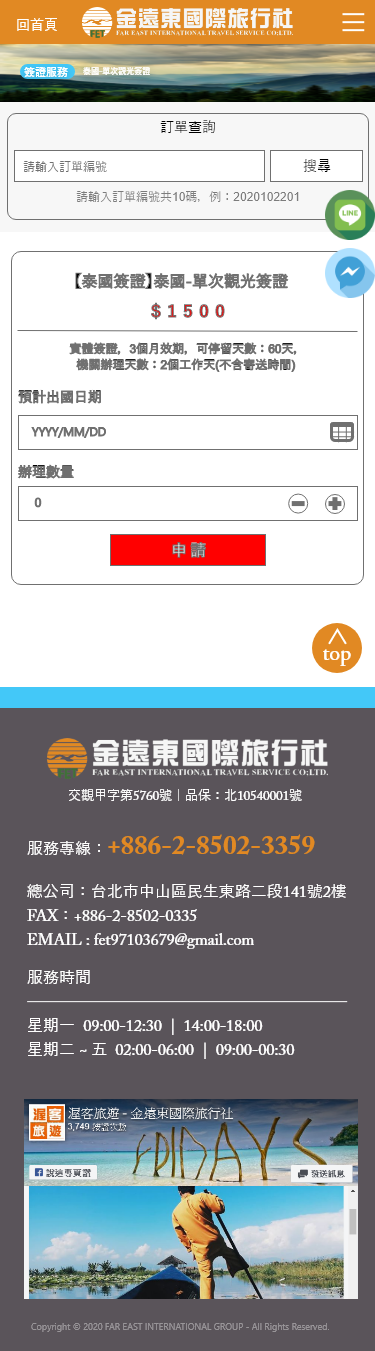 回首頁
金遠東國際旅行社
FET FAR EAST INTERNATIONAL TRAVEL SERVICE CO.,LTD.
簽證服務 泰國-單次觀光簽證
訂單查詢
請輸入訂單編號
搜尋
請輸入訂單編號共10碼，例：2020102201
LINE
【泰國簽證】泰國-單次觀光簽證
$1500
實體簽證，3個月效期，可停留天數：60天，
機關辦理天數：2個工作天(不含寄送時間)
預計出國日期
YYYY/MM/DD
辦理數量
0
申請
top
金遠東國際旅行社
FET FAR EAST INTERNATIONAL TRAVEL SERVICE CO.,LTD.
交觀甲字第5760號｜品保：北10540001號
服務專線：+886-2-8502-3359
總公司：台北市中山區民生東路二段141號2樓
FAX：+886-2-8502-0335
EMAIL : fet97103679@gmail.com
服務時間
星期一 09:00-12:30 | 14:00-18:00
星期二 ~ 五 02:00-06:00 | 09:00-00:30
渥客旅遊
渥客旅遊 - 金遠東國際旅行社
3,749 按讚次數
說這專頁讚
發送訊息
Copyright © 2020 FAR EAST INTERNATIONAL GROUP - All Rights Reserved.